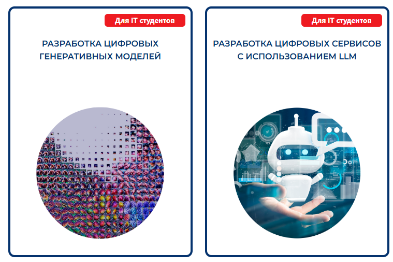 Для IT студентов
РАЗРАБОТКА ЦИФРОВЫХ
ГЕНЕРАТИВНЫХ МОДЕЛЕЙ
Для IT студентов
РАЗРАБОТКА ЦИФРОВЫХ СЕРВИСОВ
С ИСПОЛЬЗОВАНИЕМ LLM